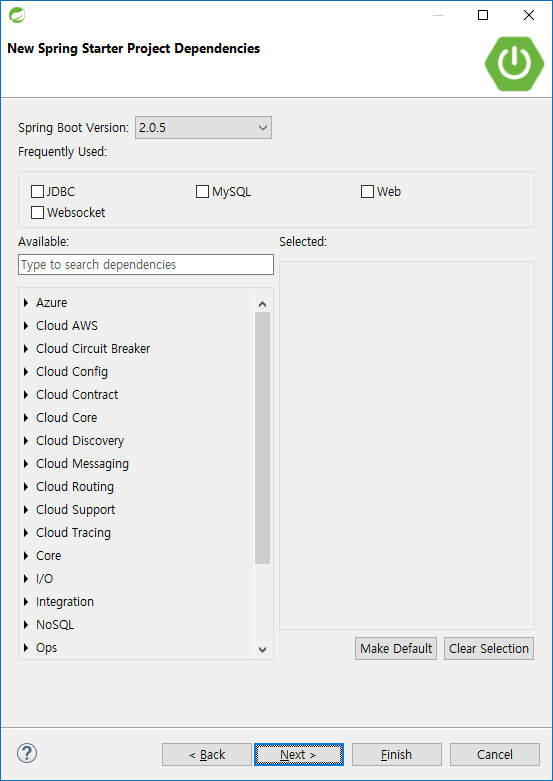 New Spring Starter Project Dependencies
Spring Boot Version: 2.0.5
Frequently Used:
JDBC MySQL Web
Websocket
Available: Selected:
Type to search dependencies
Azure
Cloud AWS
Cloud Circuit Breaker
Cloud Config
Cloud Contract
Cloud Core
Cloud Discovery
Cloud Messaging
Cloud Routing
Cloud Support
Cloud Tracing
Core
I/O
Integration
NoSQL
Ops
Make Default Clear Selection
? < Back Next > Finish Cancel